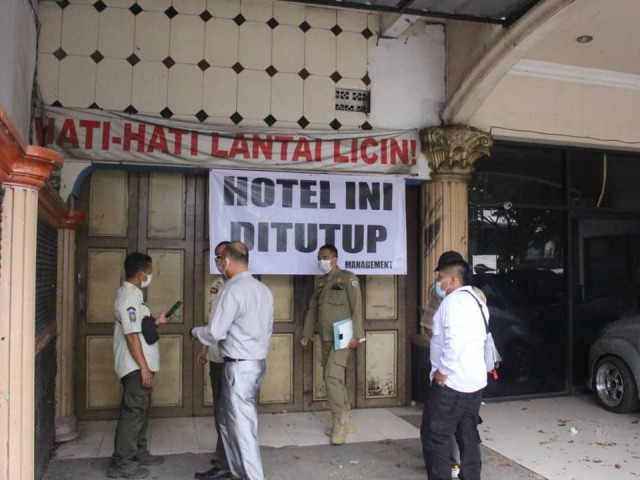 HATI-HATI LANTAI LICIN!
HOTEL INI
DITUTUP
MANAGEMENT